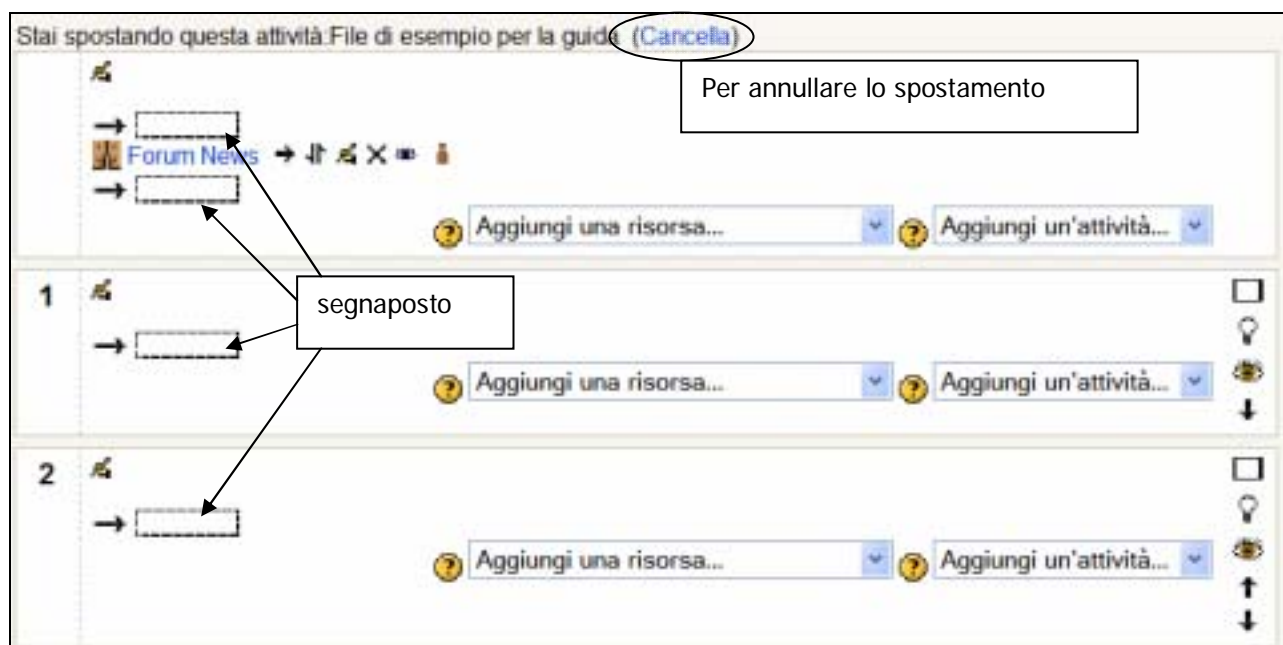 Stai spostando questa attività:File di esempio per la guida (Cancella)
Per annullare lo spostamento
Forum News
Aggiungi una risorsa... Aggiungi un'attività...
1
segnaposto
Aggiungi una risorsa... Aggiungi un'attività...
2
Aggiungi una risorsa... Aggiungi un'attività...